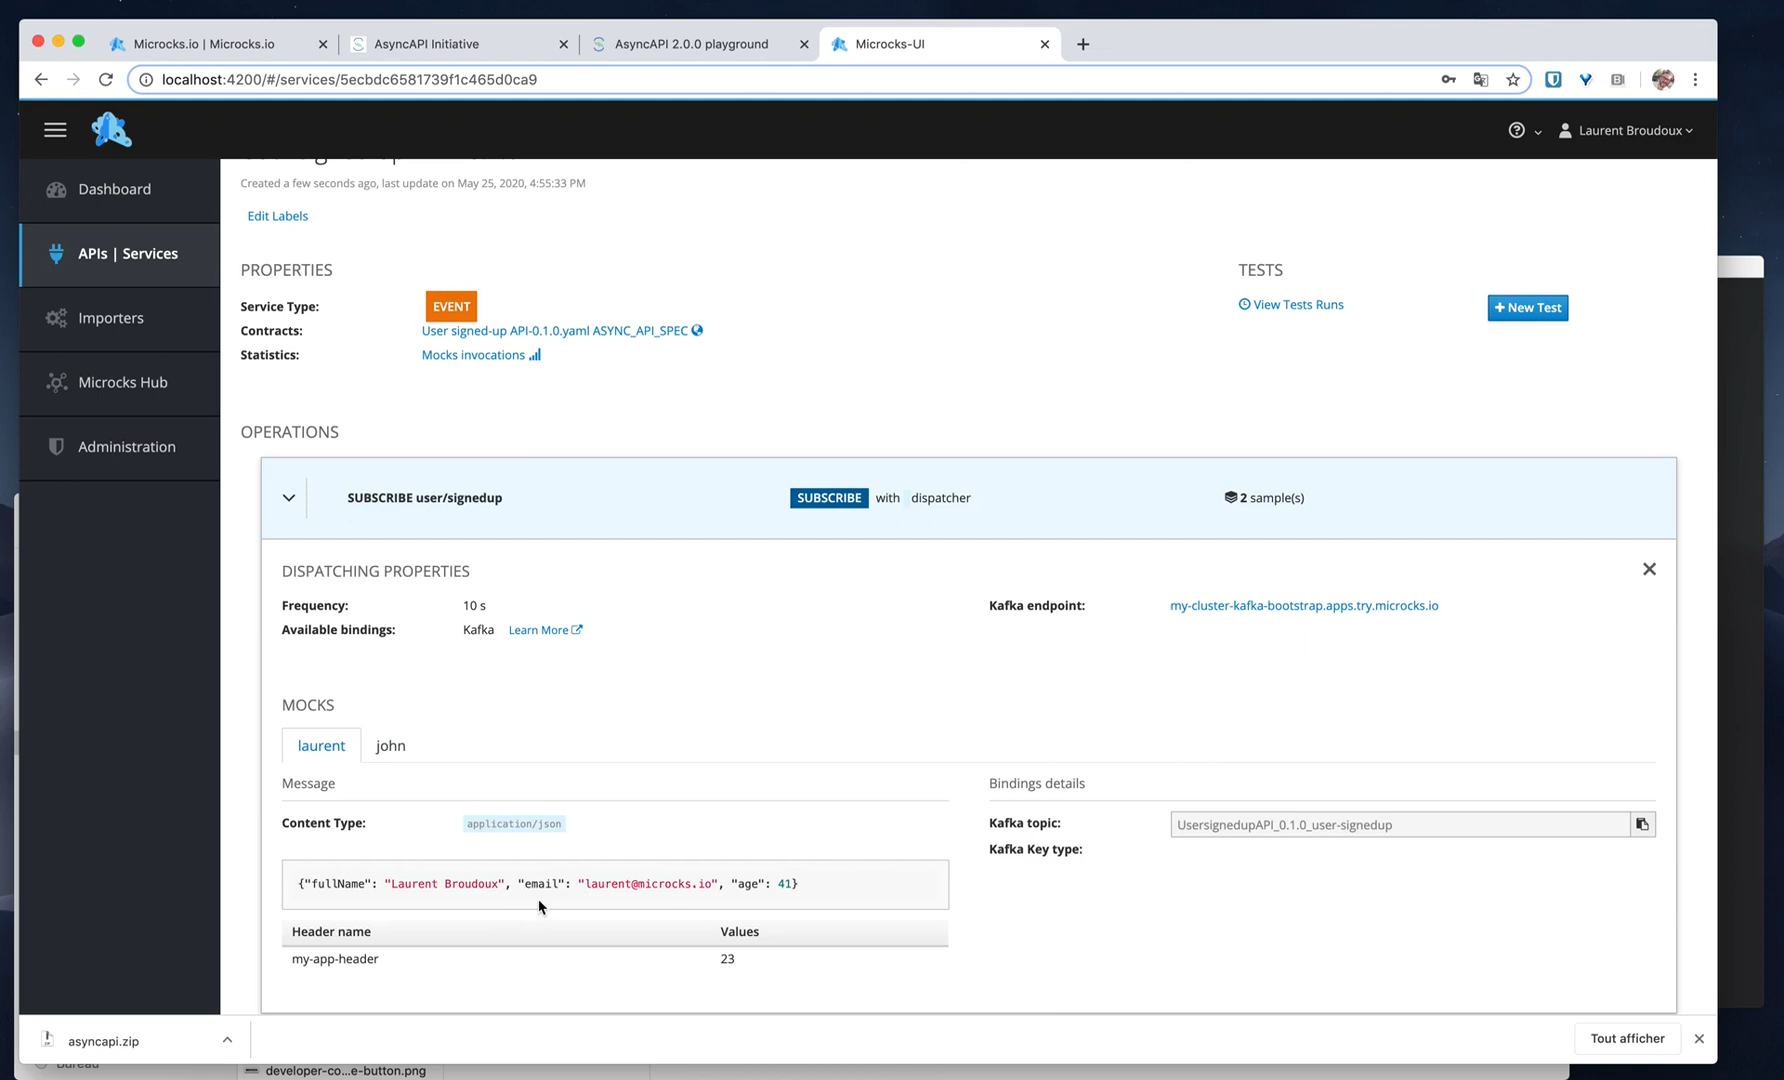 Microcks.io | Microcks.io
AsyncAPI Initiative
AsyncAPI 2.0.0 playground
Microcks-UI
localhost:4200/#/services/5ecbdc6581739f1c465d0ca9
Laurent Broudoux
Dashboard
APIs | Services
Importers
Microcks Hub
Administration
Created a few seconds ago, last update on May 25, 2020, 4:55:33 PM
Edit Labels
PROPERTIES
Service Type: EVENT
Contracts: User signed-up API-0.1.0.yaml ASYNC_API_SPEC
Statistics: Mocks invocations
TESTS
View Tests Runs
+ New Test
OPERATIONS
SUBSCRIBE user/signedup SUBSCRIBE with dispatcher 2 sample(s)
DISPATCHING PROPERTIES
Frequency: 10 s
Available bindings: Kafka Learn More
Kafka endpoint: my-cluster-kafka-bootstrap.apps.try.microcks.io
MOCKS
laurent john
Message
Content Type: application/json
{"fullName": "Laurent Broudoux", "email": "laurent@microcks.io", "age": 41}
Header name Values
my-app-header 23
Bindings details
Kafka topic: UsersignedupAPI_0.1.0_user-signedup
Kafka Key type:
asyncapi.zip
Tout afficher
Bureau
developer-co...e-button.png